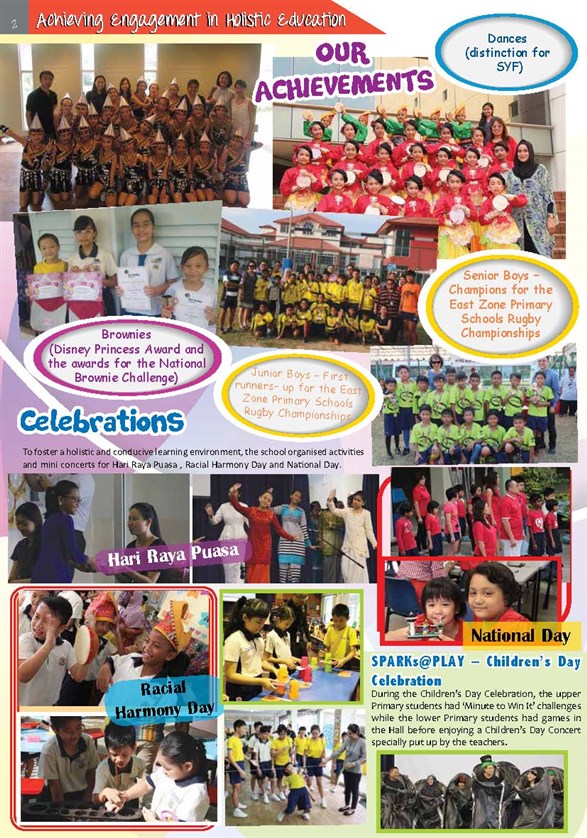 2
Achieving Engagement in Holistic Education
OUR
ACHIEVEMENTS
Dances
(distinction for
SYF)
Senior Boys –
Champions for the
East Zone Primary
Schools Rugby
Championships
Brownies
(Disney Princess Award and
the awards for the National
Brownie Challenge)
Junior Boys – First
runners- up for the East
Zone Primary Schools
Rugby Championships
Celebrations
To foster a holistic and conducive learning environment, the school organised activities
and mini concerts for Hari Raya Puasa , Racial Harmony Day and National Day.
Hari Raya Puasa
National Day
Racial
Harmony Day
SPARKs@PLAY – Children's Day
Celebration
During the Children's Day Celebration, the upper
Primary students had 'Minute to Win It' challenges
while the lower Primary students had games in
the Hall before enjoying a Children's Day Concert
specially put up by the teachers.